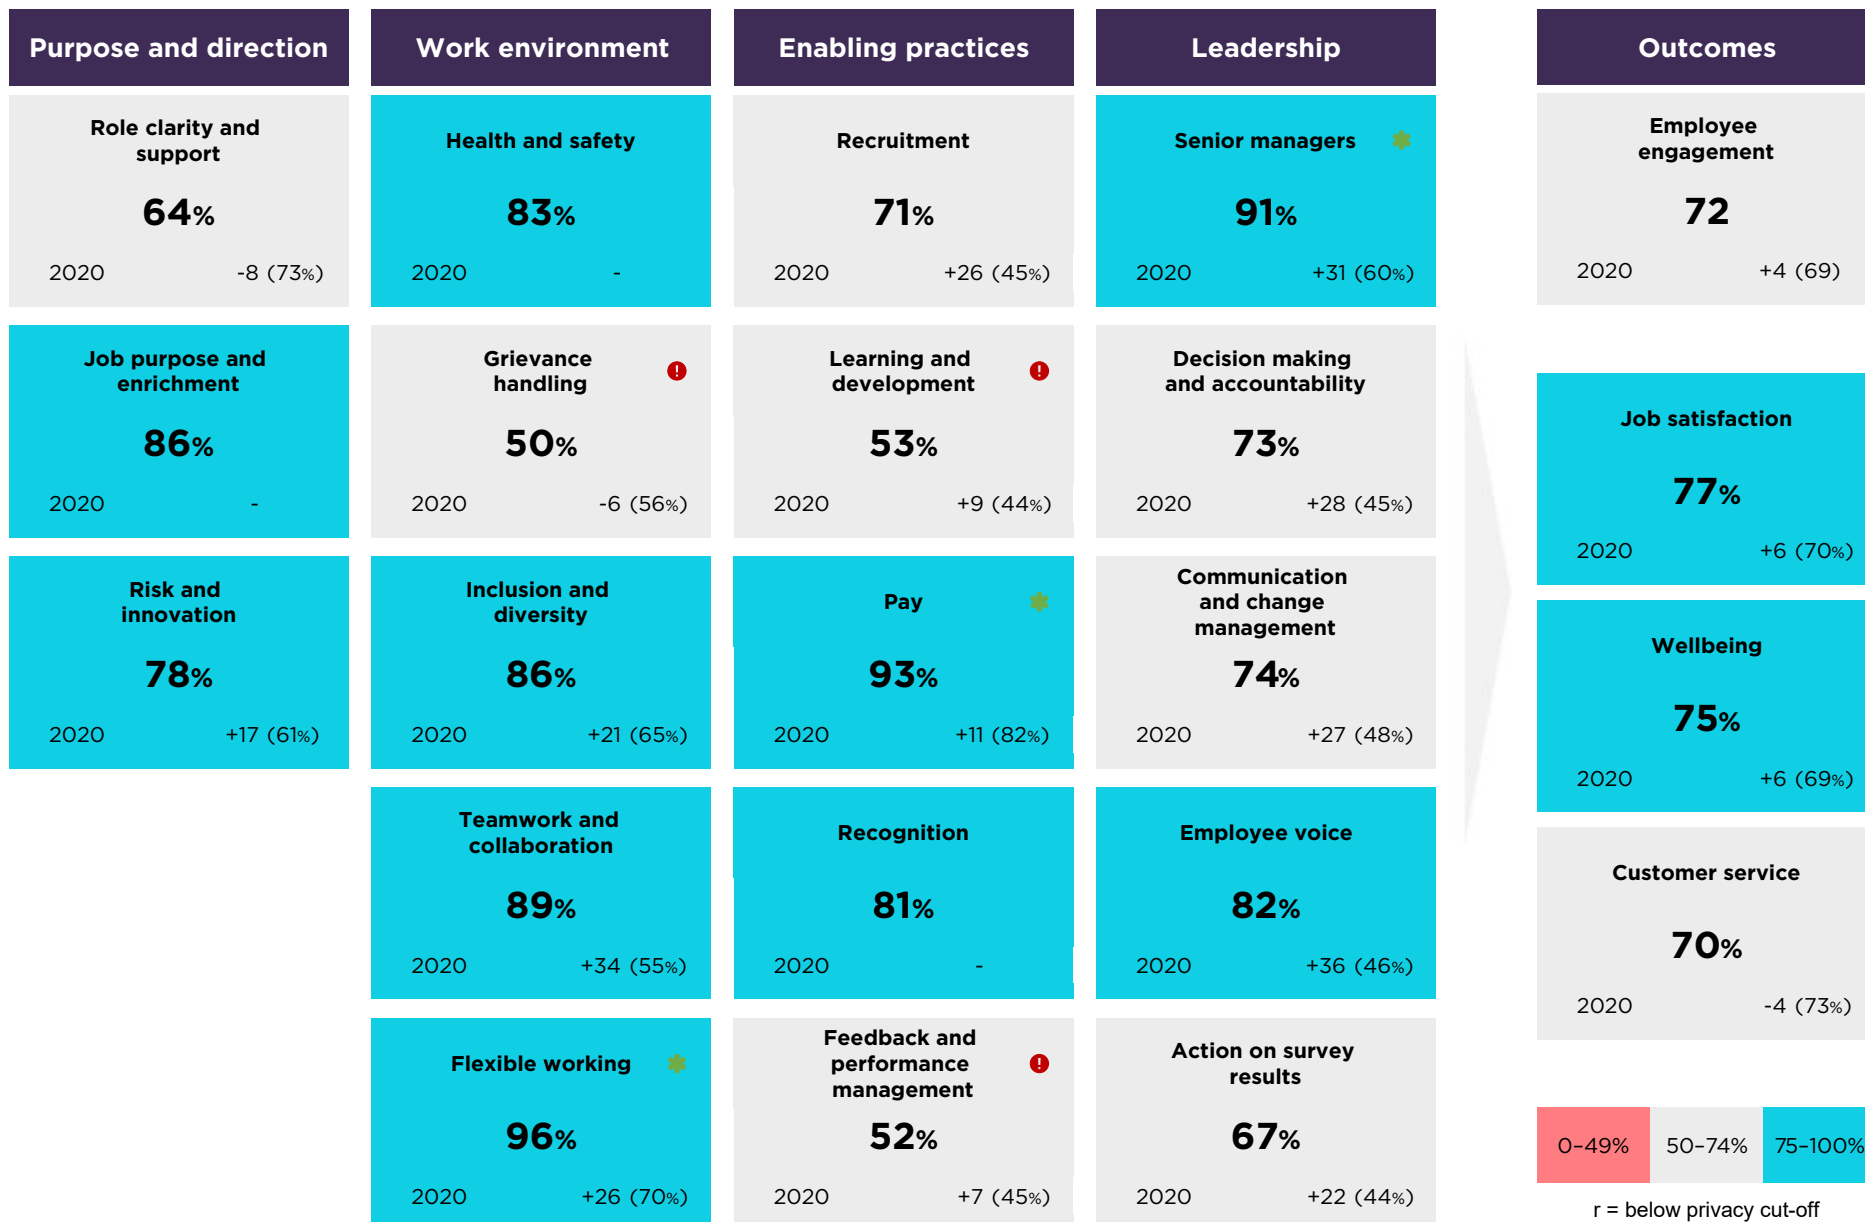 Purpose and direction
Role clarity and
support
64%
2020 -8 (73%)
Job purpose and
enrichment
86%
2020 -
Risk and
innovation
78%
2020 +17 (61%)
Work environment
Health and safety
83%
2020 -
Grievance
handling
50%
2020 -6 (56%)
Inclusion and
diversity
86%
2020 +21 (65%)
Teamwork and
collaboration
89%
2020 +34 (55%)
Flexible working
96%
2020 +26 (70%)
Enabling practices
Recruitment
71%
2020 +26 (45%)
Learning and
development
53%
2020 +9 (44%)
Pay
93%
2020 +11 (82%)
Recognition
81%
2020 -
Feedback and
performance
management
52%
2020 +7 (45%)
Leadership
Senior managers
91%
2020 +31 (60%)
Decision making
and accountability
73%
2020 +28 (45%)
Communication
and change
management
74%
2020 +27 (48%)
Employee voice
82%
2020 +36 (46%)
Action on survey
results
67%
2020 +22 (44%)
Outcomes
Employee
engagement
72
2020 +4 (69)
Job satisfaction
77%
2020 +6 (70%)
Wellbeing
75%
2020 +6 (69%)
Customer service
70%
2020 -4 (73%)
0–49% 50–74% 75–100%
r = below privacy cut-off